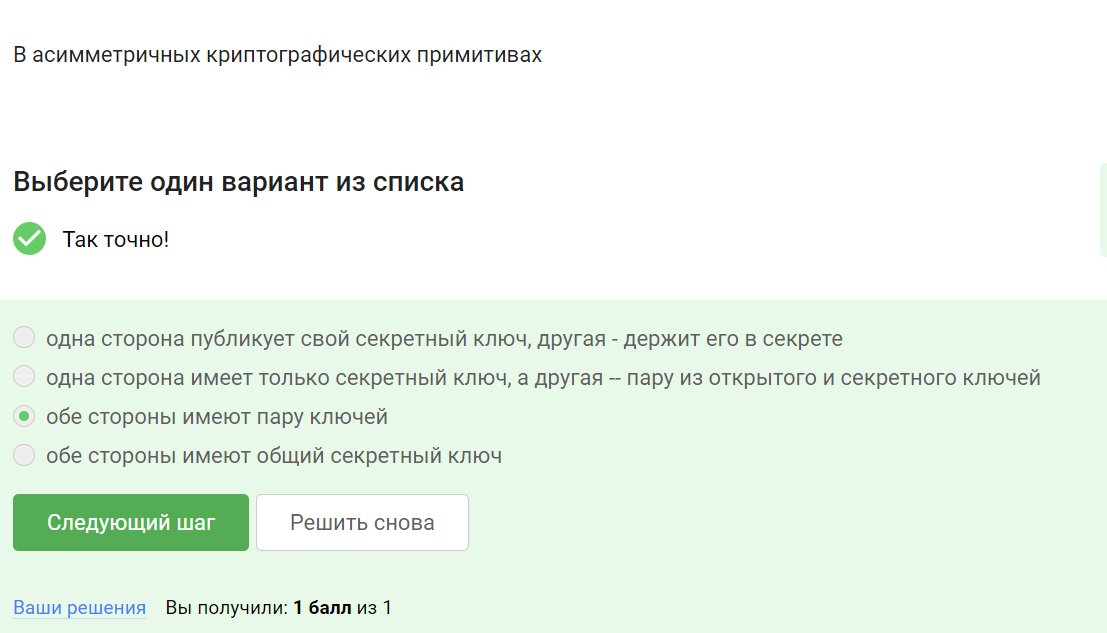 В асимметричных криптографических примитивах
Выберите один вариант из списка
Так точно!
одна сторона публикует свой секретный ключ, другая - держит его в секрете
одна сторона имеет только секретный ключ, а другая -- пару из открытого и секретного ключей
обе стороны имеют пару ключей
обе стороны имеют общий секретный ключ
Следующий шаг Решить снова
Ваши решения Вы получили: 1 балл из 1